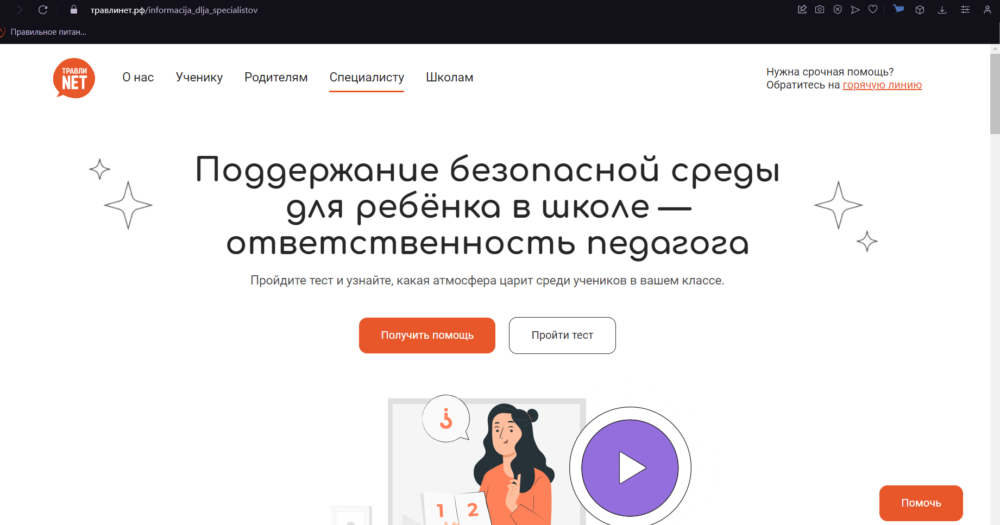 травлинет.рф/informacija_dlja_specialistov
Правильное питан...
ТРАВЛИ
NET
О нас
Ученику
Родителям
Специалисту
Школам
Нужна срочная помощь?
Обратитесь на горячую линию
Поддержание безопасной среды
для ребёнка в школе —
ответственность педагога
Пройдите тест и узнайте, какая атмосфера царит среди учеников в вашем классе.
Получить помощь
Пройти тест
¿
1
2
Помочь